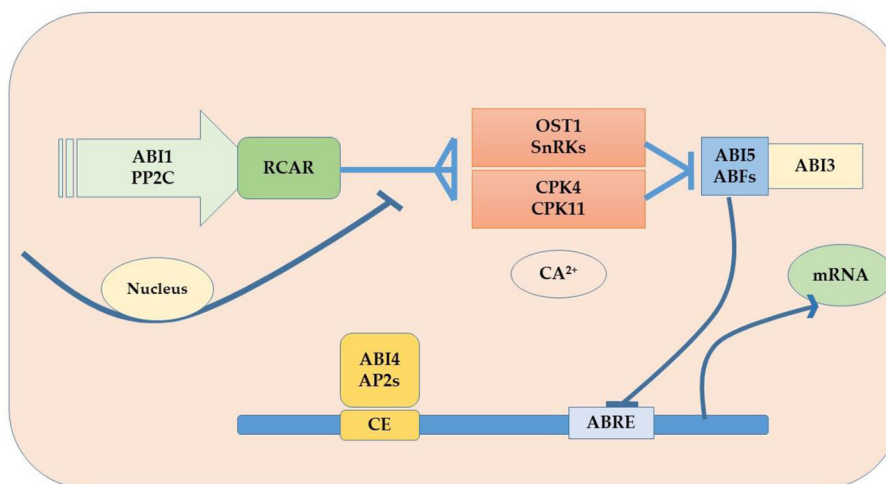 ABI1
PP2C
RCAR
OST1
SnRKs
CPK4
CPK11
ABI5
ABFs
ABI3
Nucleus
CA²⁺
mRNA
ABI4
AP2s
CE
ABRE